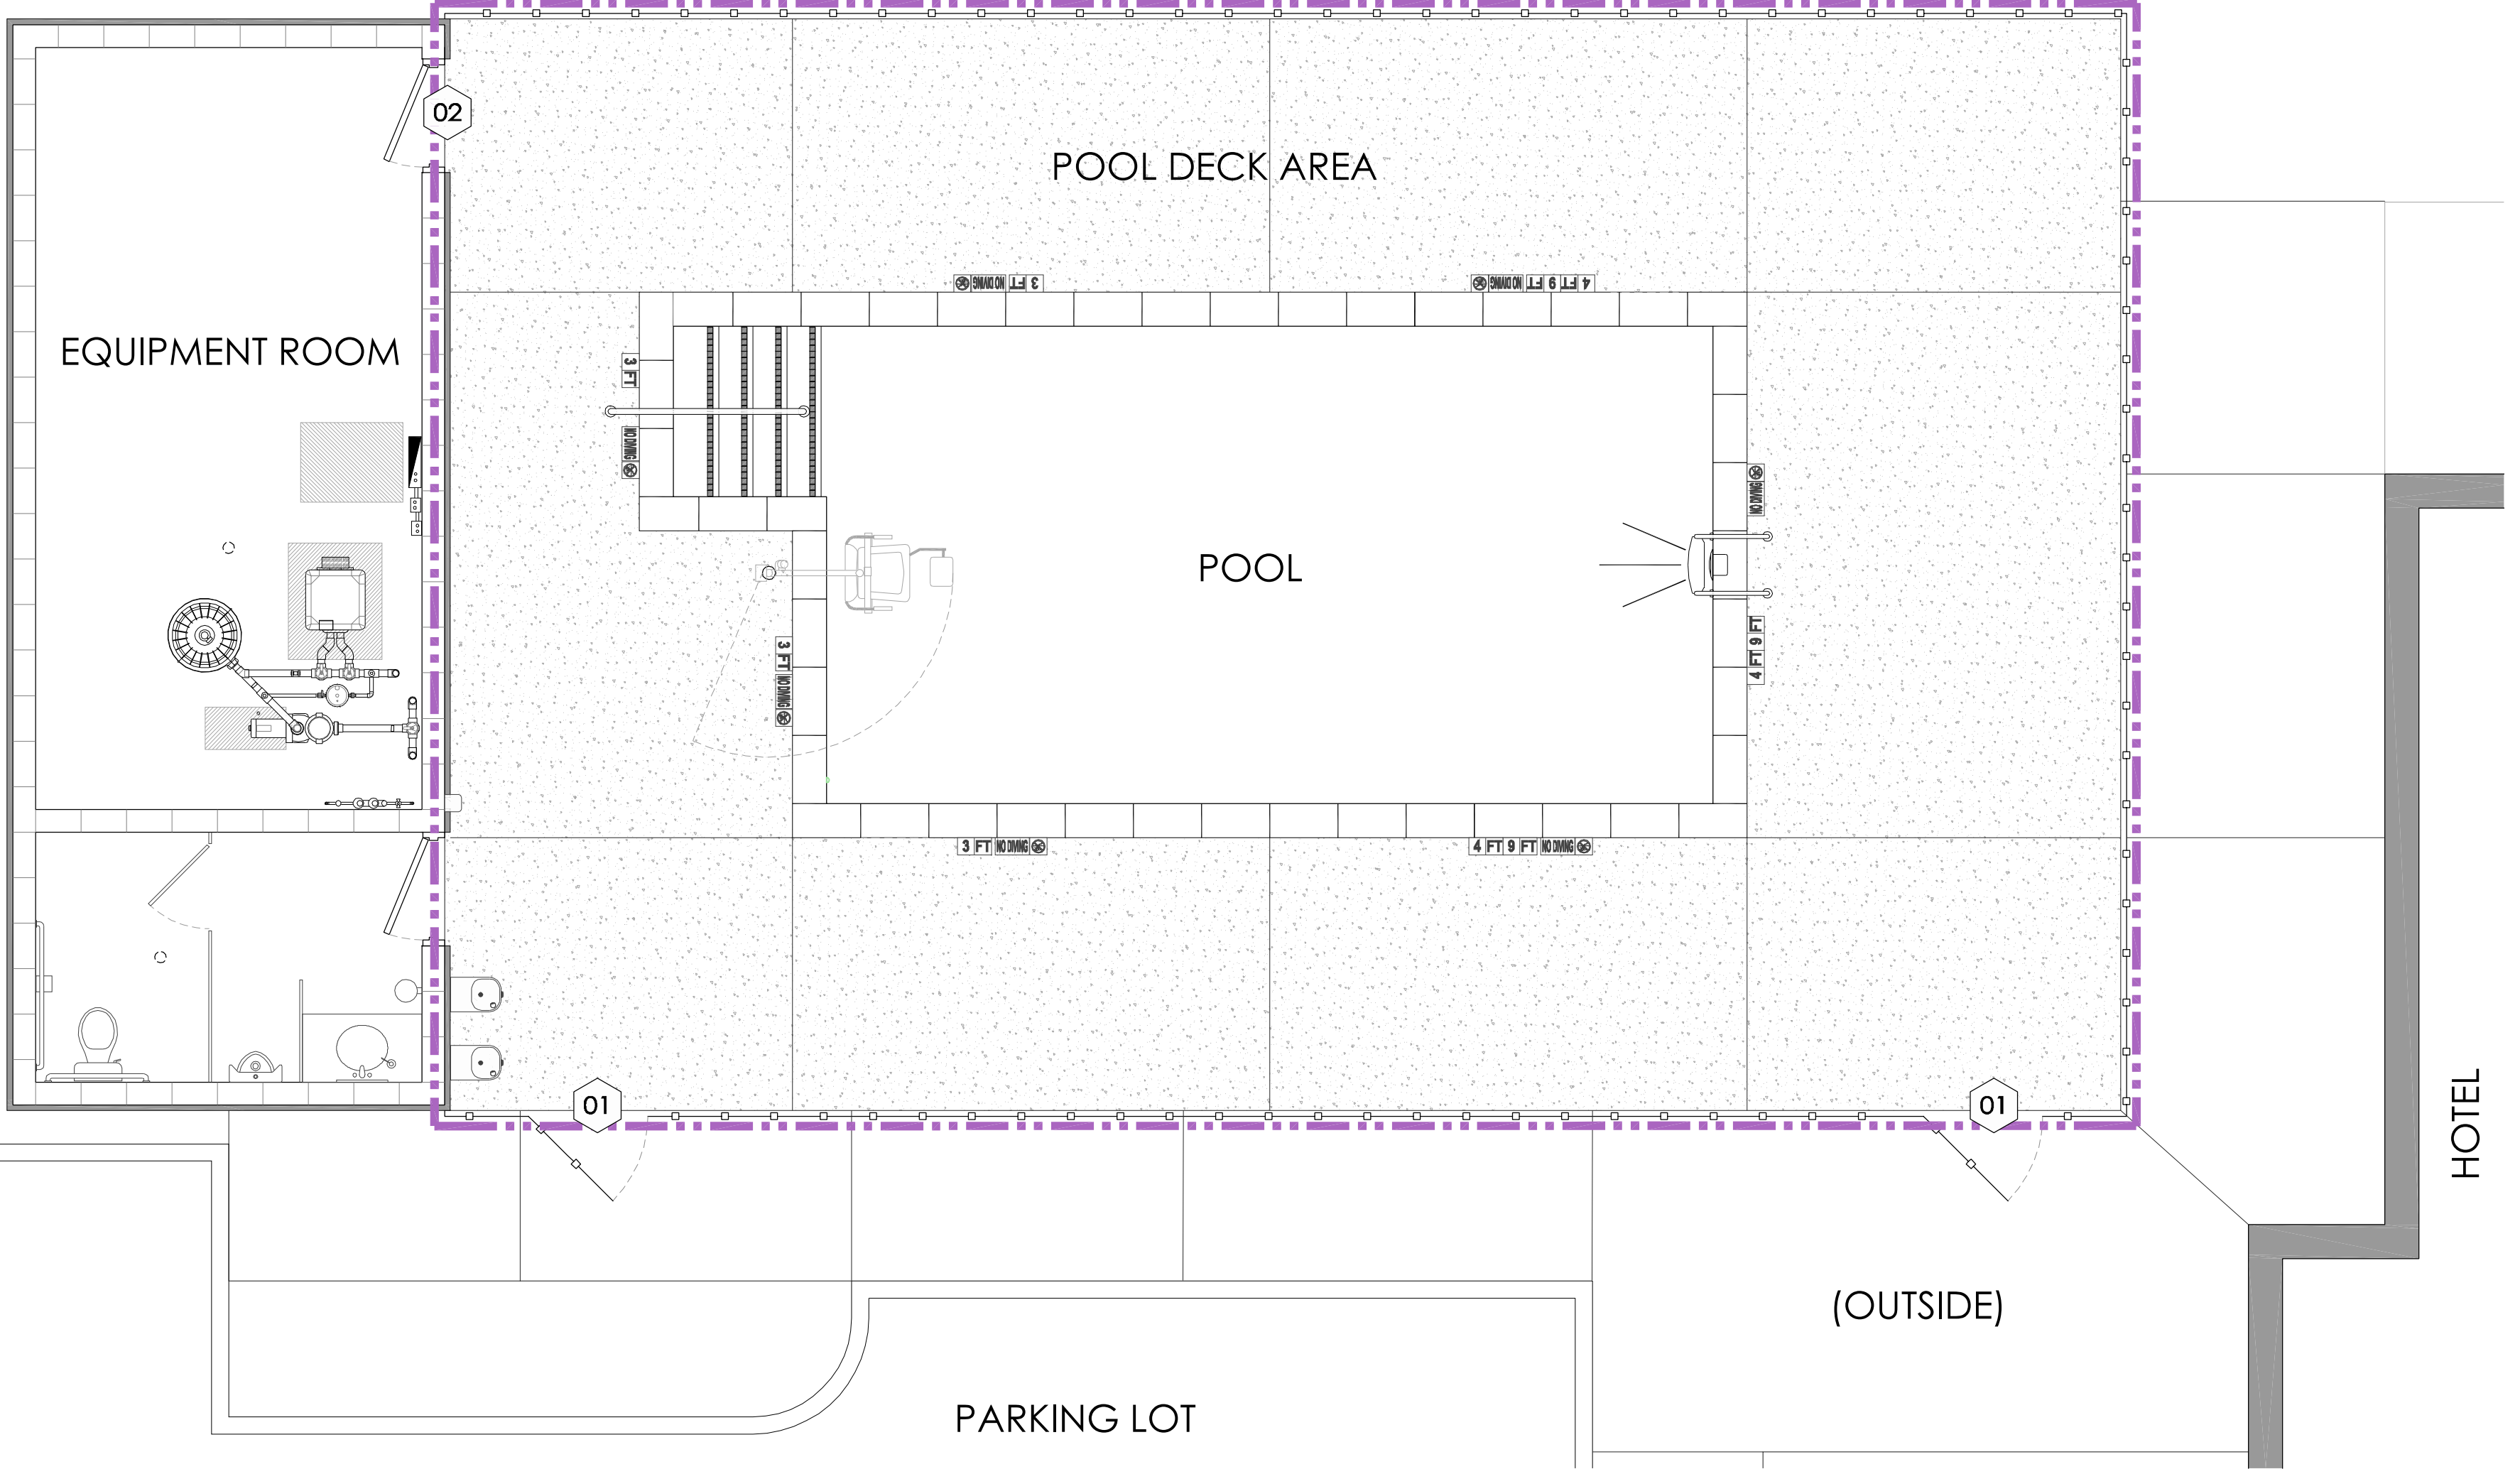 02
POOL DECK AREA
3 FT NO DIVING
4 FT 9 FT NO DIVING
EQUIPMENT ROOM
3 FT
NO DIVING
NO DIVING
POOL
3 FT NO DIVING
4 FT 9 FT
3 FT NO DIVING
4 FT 9 FT NO DIVING
01
01
HOTEL
(OUTSIDE)
PARKING LOT